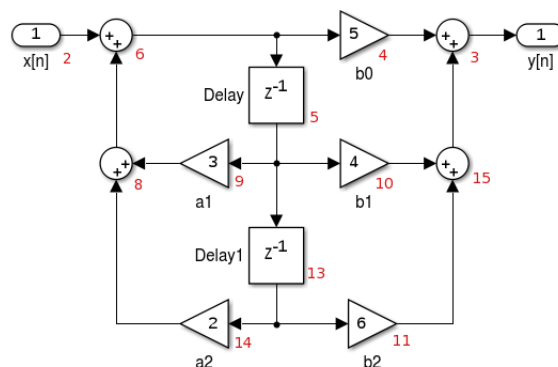 1 5 1
+ + + +
x[n] 2 6 4 3 y[n]
b0
Delay z-1
5
3 4
+ + + +
8 9 10 15
a1 b1
Delay1 z-1
13
2 6
14 11
a2 b2